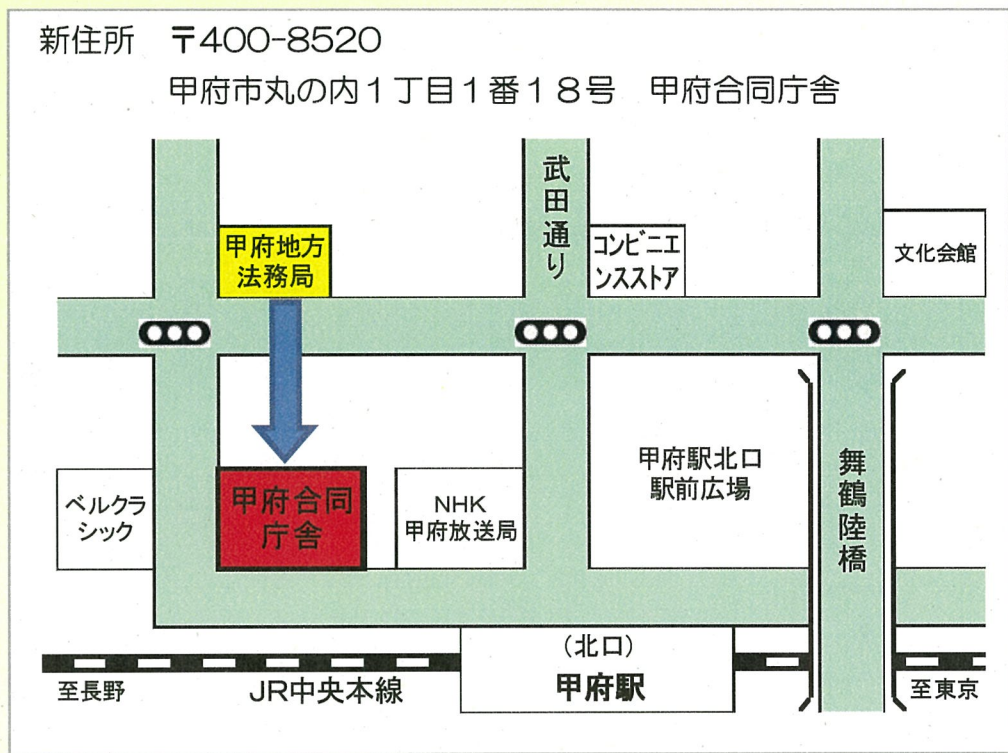 新住所　〒400-8520
甲府市丸の内１丁目１番１８号　甲府合同庁舎
武田通り
甲府地方
法務局
コンビニエ
ンスストア
文化会館
ベルクラ
シック
甲府合同
庁舎
NHK
甲府放送局
甲府駅北口
駅前広場
舞鶴陸橋
（北口）
甲府駅
至長野
JR中央本線
至東京